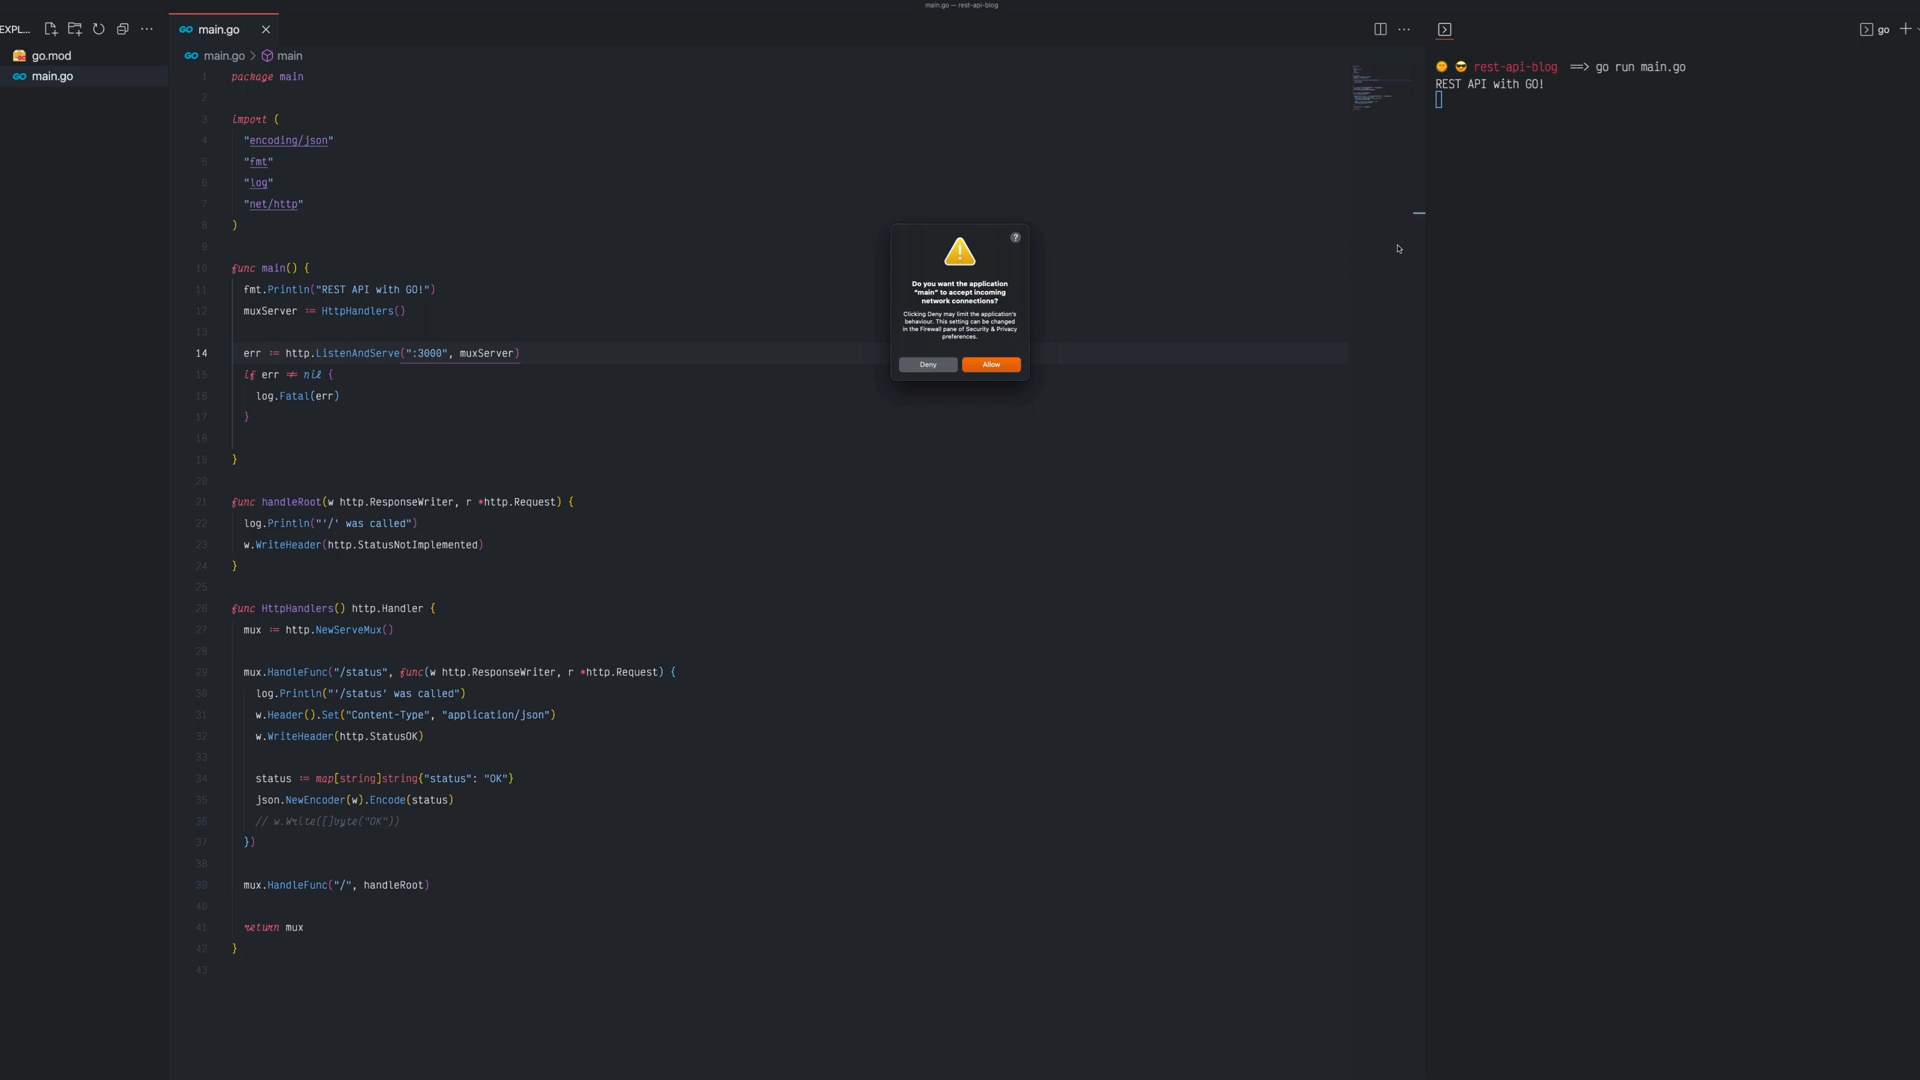 main.go — rest-api-blog
EXPL...
go.mod
main.go
main.go
main.go > main
1 package main
2
3 import (
4 "encoding/json"
5 "fmt"
6 "log"
7 "net/http"
8 )
9
10 func main() {
11 fmt.Println("REST API with GO!")
12 muxServer := HttpHandlers()
13
14 err := http.ListenAndServe(":3000", muxServer)
15 if err != nil {
16 log.Fatal(err)
17 }
18
19 }
20
21 func handleRoot(w http.ResponseWriter, r *http.Request) {
22 log.Println("'/' was called")
23 w.WriteHeader(http.StatusNotImplemented)
24 }
25
26 func HttpHandlers() http.Handler {
27 mux := http.NewServeMux()
28
29 mux.HandleFunc("/status", func(w http.ResponseWriter, r *http.Request) {
30 log.Println("'/status' was called")
31 w.Header().Set("Content-Type", "application/json")
32 w.WriteHeader(http.StatusOK)
33
34 status := map[string]string{"status": "OK"}
35 json.NewEncoder(w).Encode(status)
36 // w.Write([]byte("OK"))
37 })
38
39 mux.HandleFunc("/", handleRoot)
40
41 return mux
42 }
43
?
Do you want the application
“main” to accept incoming
network connections?
Clicking Deny may limit the application's
behaviour. This setting can be changed
in the Firewall pane of Security & Privacy
preferences.
Deny
Allow
go
rest-api-blog ==> go run main.go
REST API with GO!